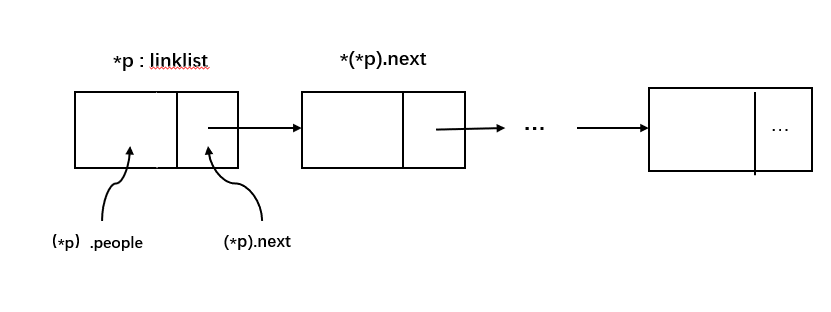 *p : linklist
*(*p).next
...
...
(*p) .people
(*p).next